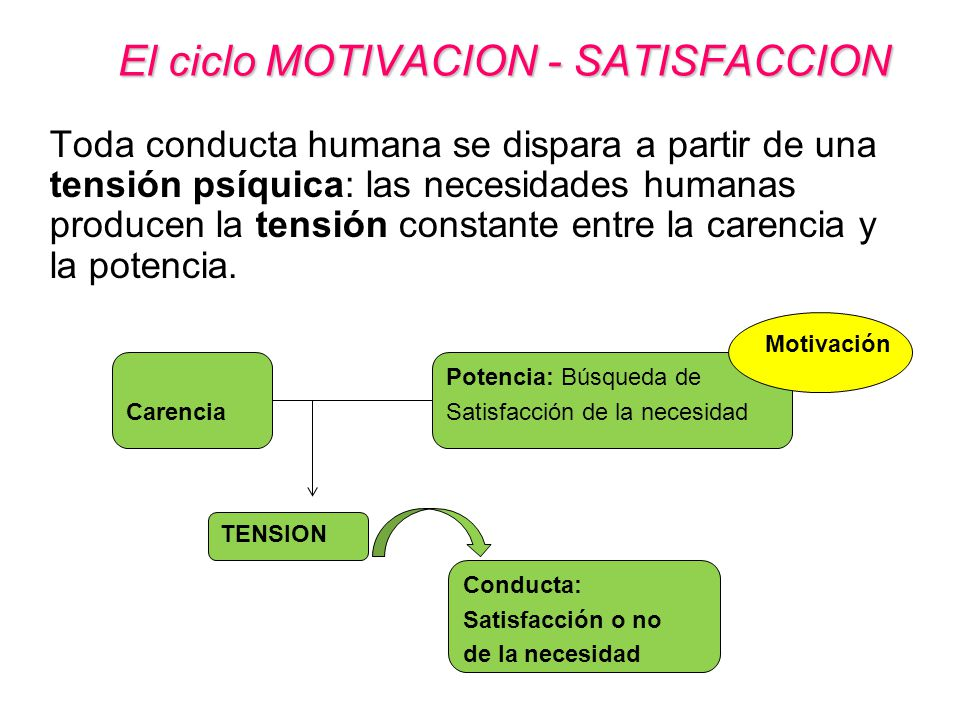 El ciclo MOTIVACION - SATISFACCION
Toda conducta humana se dispara a partir de una
tensión psíquica: las necesidades humanas
producen la tensión constante entre la carencia y
la potencia.
Motivación
Carencia
Potencia: Búsqueda de
Satisfacción de la necesidad
TENSION
Conducta:
Satisfacción o no
de la necesidad